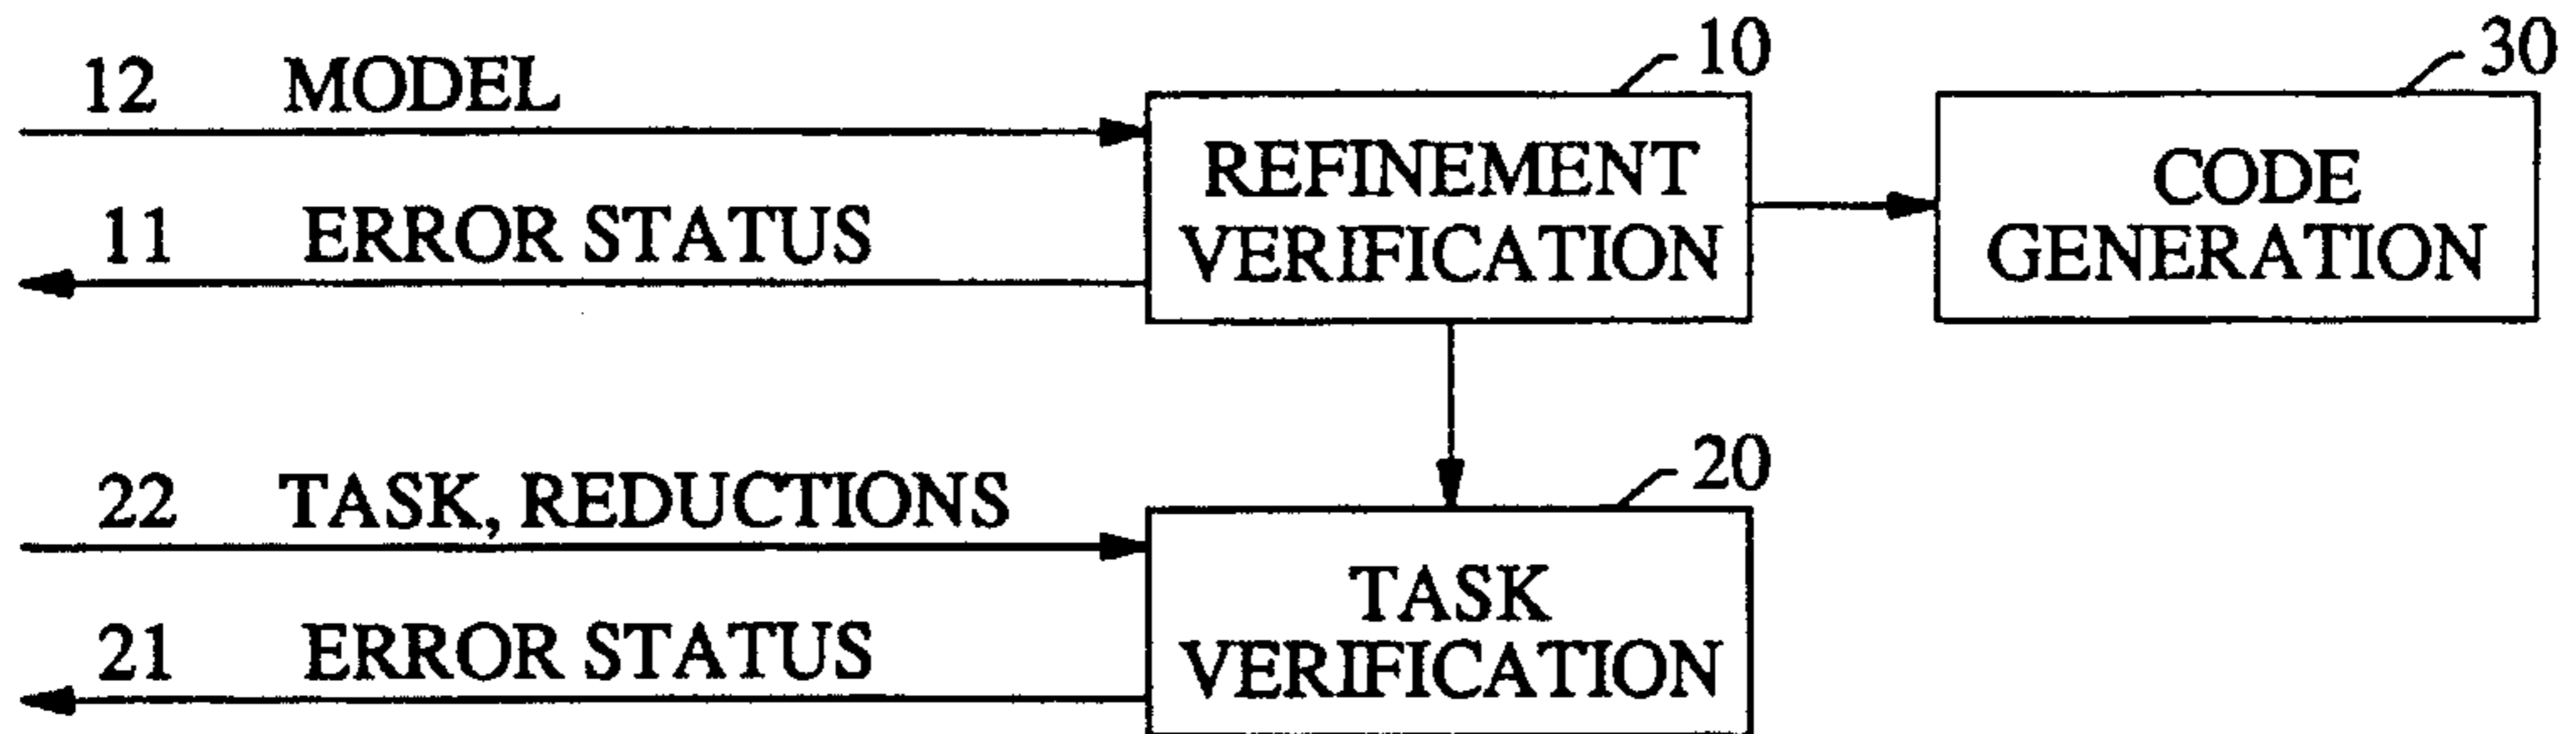 10
30
12 MODEL
REFINEMENT
VERIFICATION
CODE
GENERATION
11 ERROR STATUS
20
22 TASK, REDUCTIONS
TASK
VERIFICATION
21 ERROR STATUS